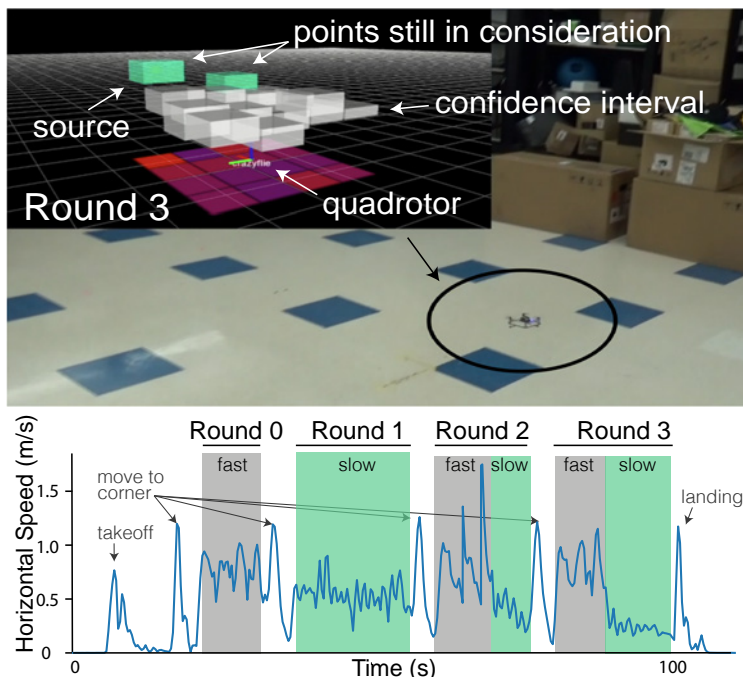 points still in consideration
confidence interval
source
crazyflie
Round 3
quadrotor
Round 0 Round 1 Round 2 Round 3
fast slow fast slow fast slow
move to
corner
takeoff
landing
Horizontal Speed (m/s)
1.5
1.0
0.5
0
0 Time (s) 100